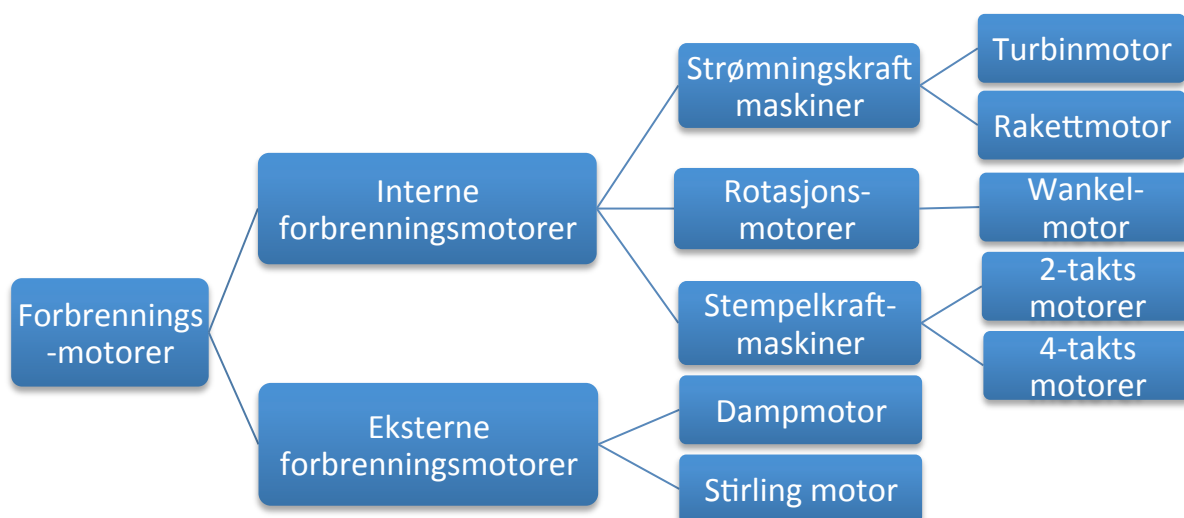 Forbrennings
-motorer
Interne
forbrenningsmotorer
Strømningskraft
maskiner
Turbinmotor
Rakettmotor
Rotasjons-
motorer
Wankel-
motor
Stempelkraft-
maskiner
2-takts
motorer
4-takts
motorer
Eksterne
forbrenningsmotorer
Dampmotor
Stirling motor